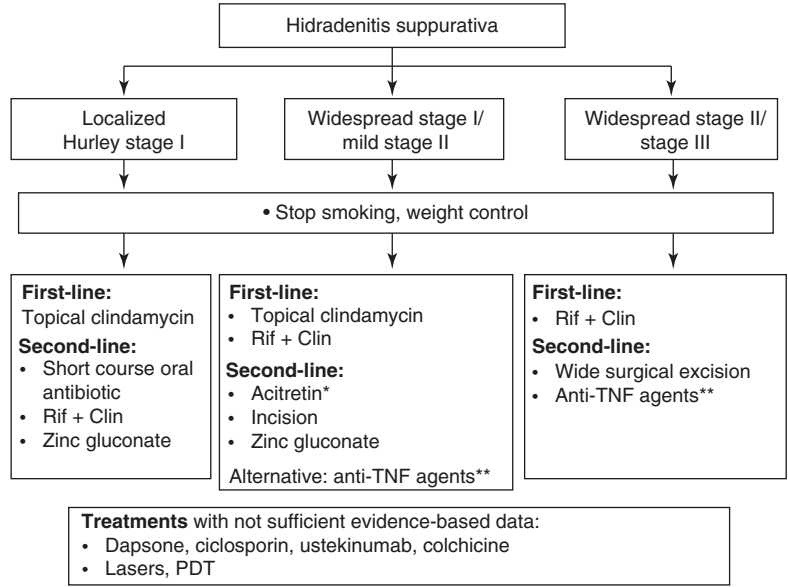 Hidradenitis suppurativa
Localized
Hurley stage I
Widespread stage I/
mild stage II
Widespread stage II/
stage III
• Stop smoking, weight control
First-line:
Topical clindamycin
Second-line:
• Short course oral
antibiotic
• Rif + Clin
• Zinc gluconate
First-line:
• Topical clindamycin
• Rif + Clin
Second-line:
• Acitretin*
• Incision
• Zinc gluconate
Alternative: anti-TNF agents**
First-line:
• Rif + Clin
Second-line:
• Wide surgical excision
• Anti-TNF agents**
Treatments with not sufficient evidence-based data:
• Dapsone, ciclosporin, ustekinumab, colchicine
• Lasers, PDT